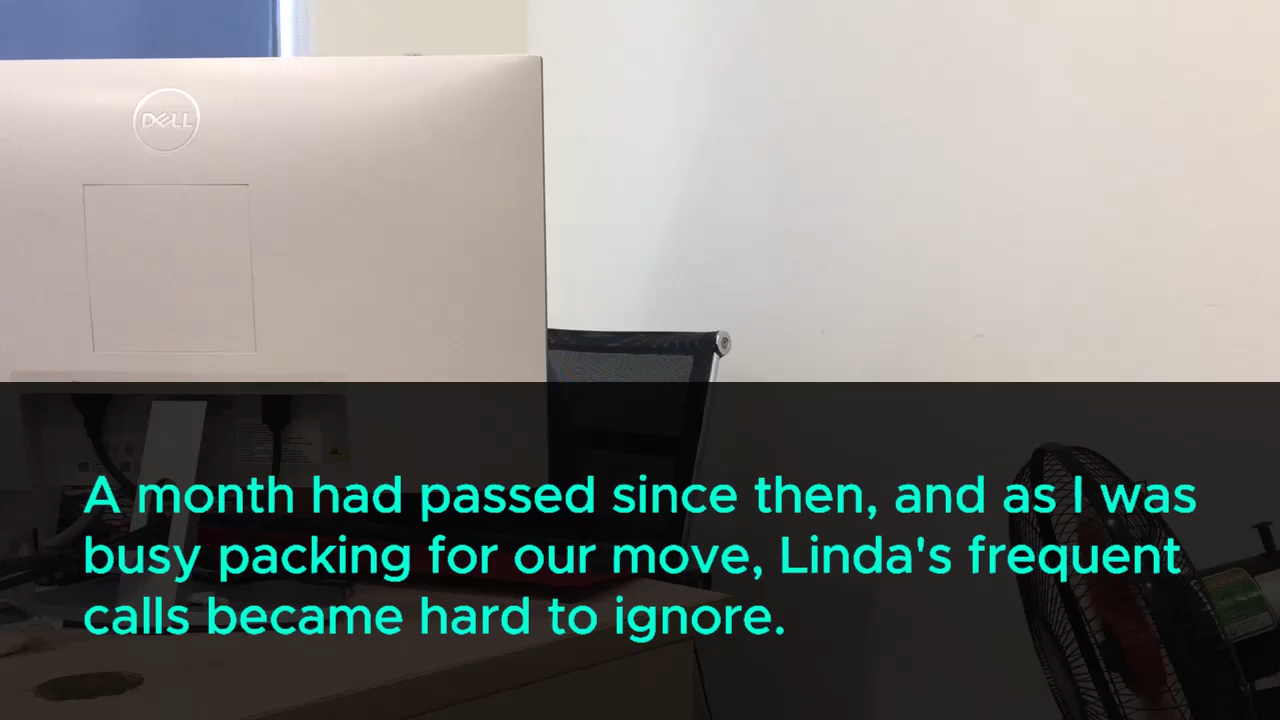 DELL
A month had passed since then, and as I was
busy packing for our move, Linda's frequent
calls became hard to ignore.